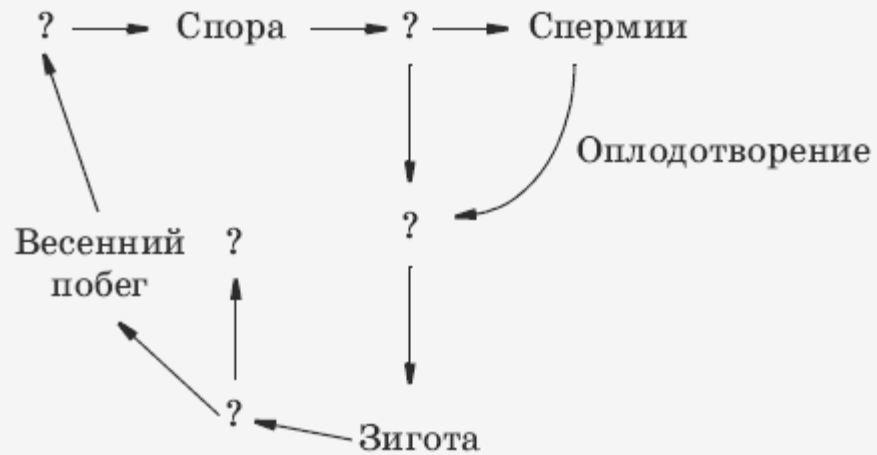 ? Спора ? Спермии
Оплодотворение
?
Весенний ?
побег
?
Зигота